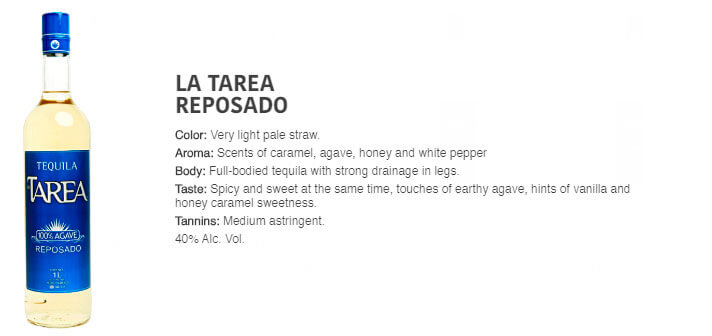 LA TAREA
REPOSADO
Color: Very light pale straw.
Aroma: Scents of caramel, agave, honey and white pepper
Body: Full-bodied tequila with strong drainage in legs.
Taste: Spicy and sweet at the same time, touches of earthy agave, hints of vanilla and
honey caramel sweetness.
Tannins: Medium astringent.
40% Alc. Vol.
TEQUILA
TAREA
100% AGAVE
REPOSADO
1L